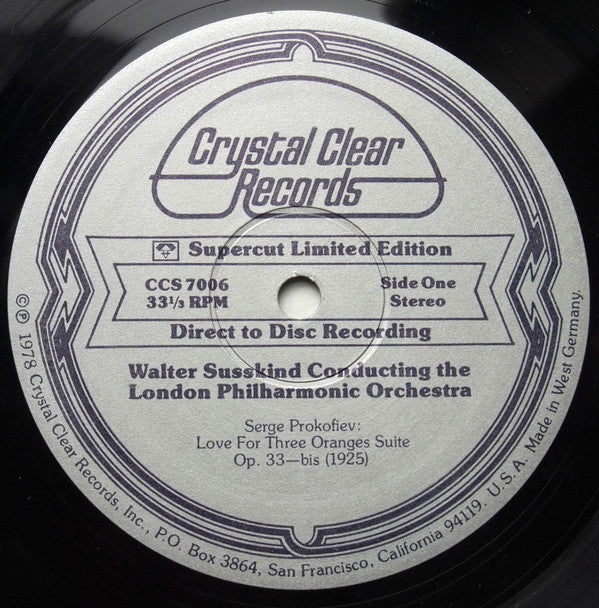 Crystal Clear
Records
Supercut Limited Edition
CCS 7006
33⅓ RPM
Side One
Stereo
Direct to Disc Recording
Walter Susskind Conducting the
London Philharmonic Orchestra
Serge Prokofiev:
Love For Three Oranges Suite
Op. 33—bis (1925)
©℗ 1978 Crystal Clear Records, Inc., P.O. Box 3864, San Francisco, California 94119. U.S.A. Made in West Germany.